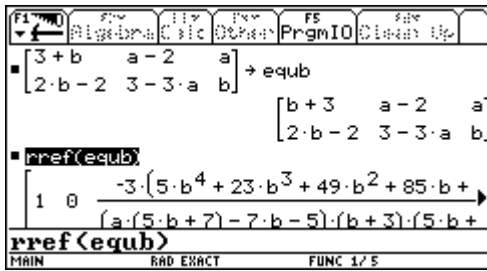 F1 F2 F3 F4 F5 F6
Algebra Calc Other PrgmIO Clean Up
[3+b a-2 a] → equb
[2·b-2 3-3·a b]
[b+3 a-2 a]
[2·b-2 3-3·a b]
rref(equb)
[1 0 -3·(5·b^4+23·b^3+49·b^2+85·b+
(a·(5·b+7)-7·b-5)·(b+3)·(5·b+
rref(equb)
MAIN RAD EXACT FUNC 1/5